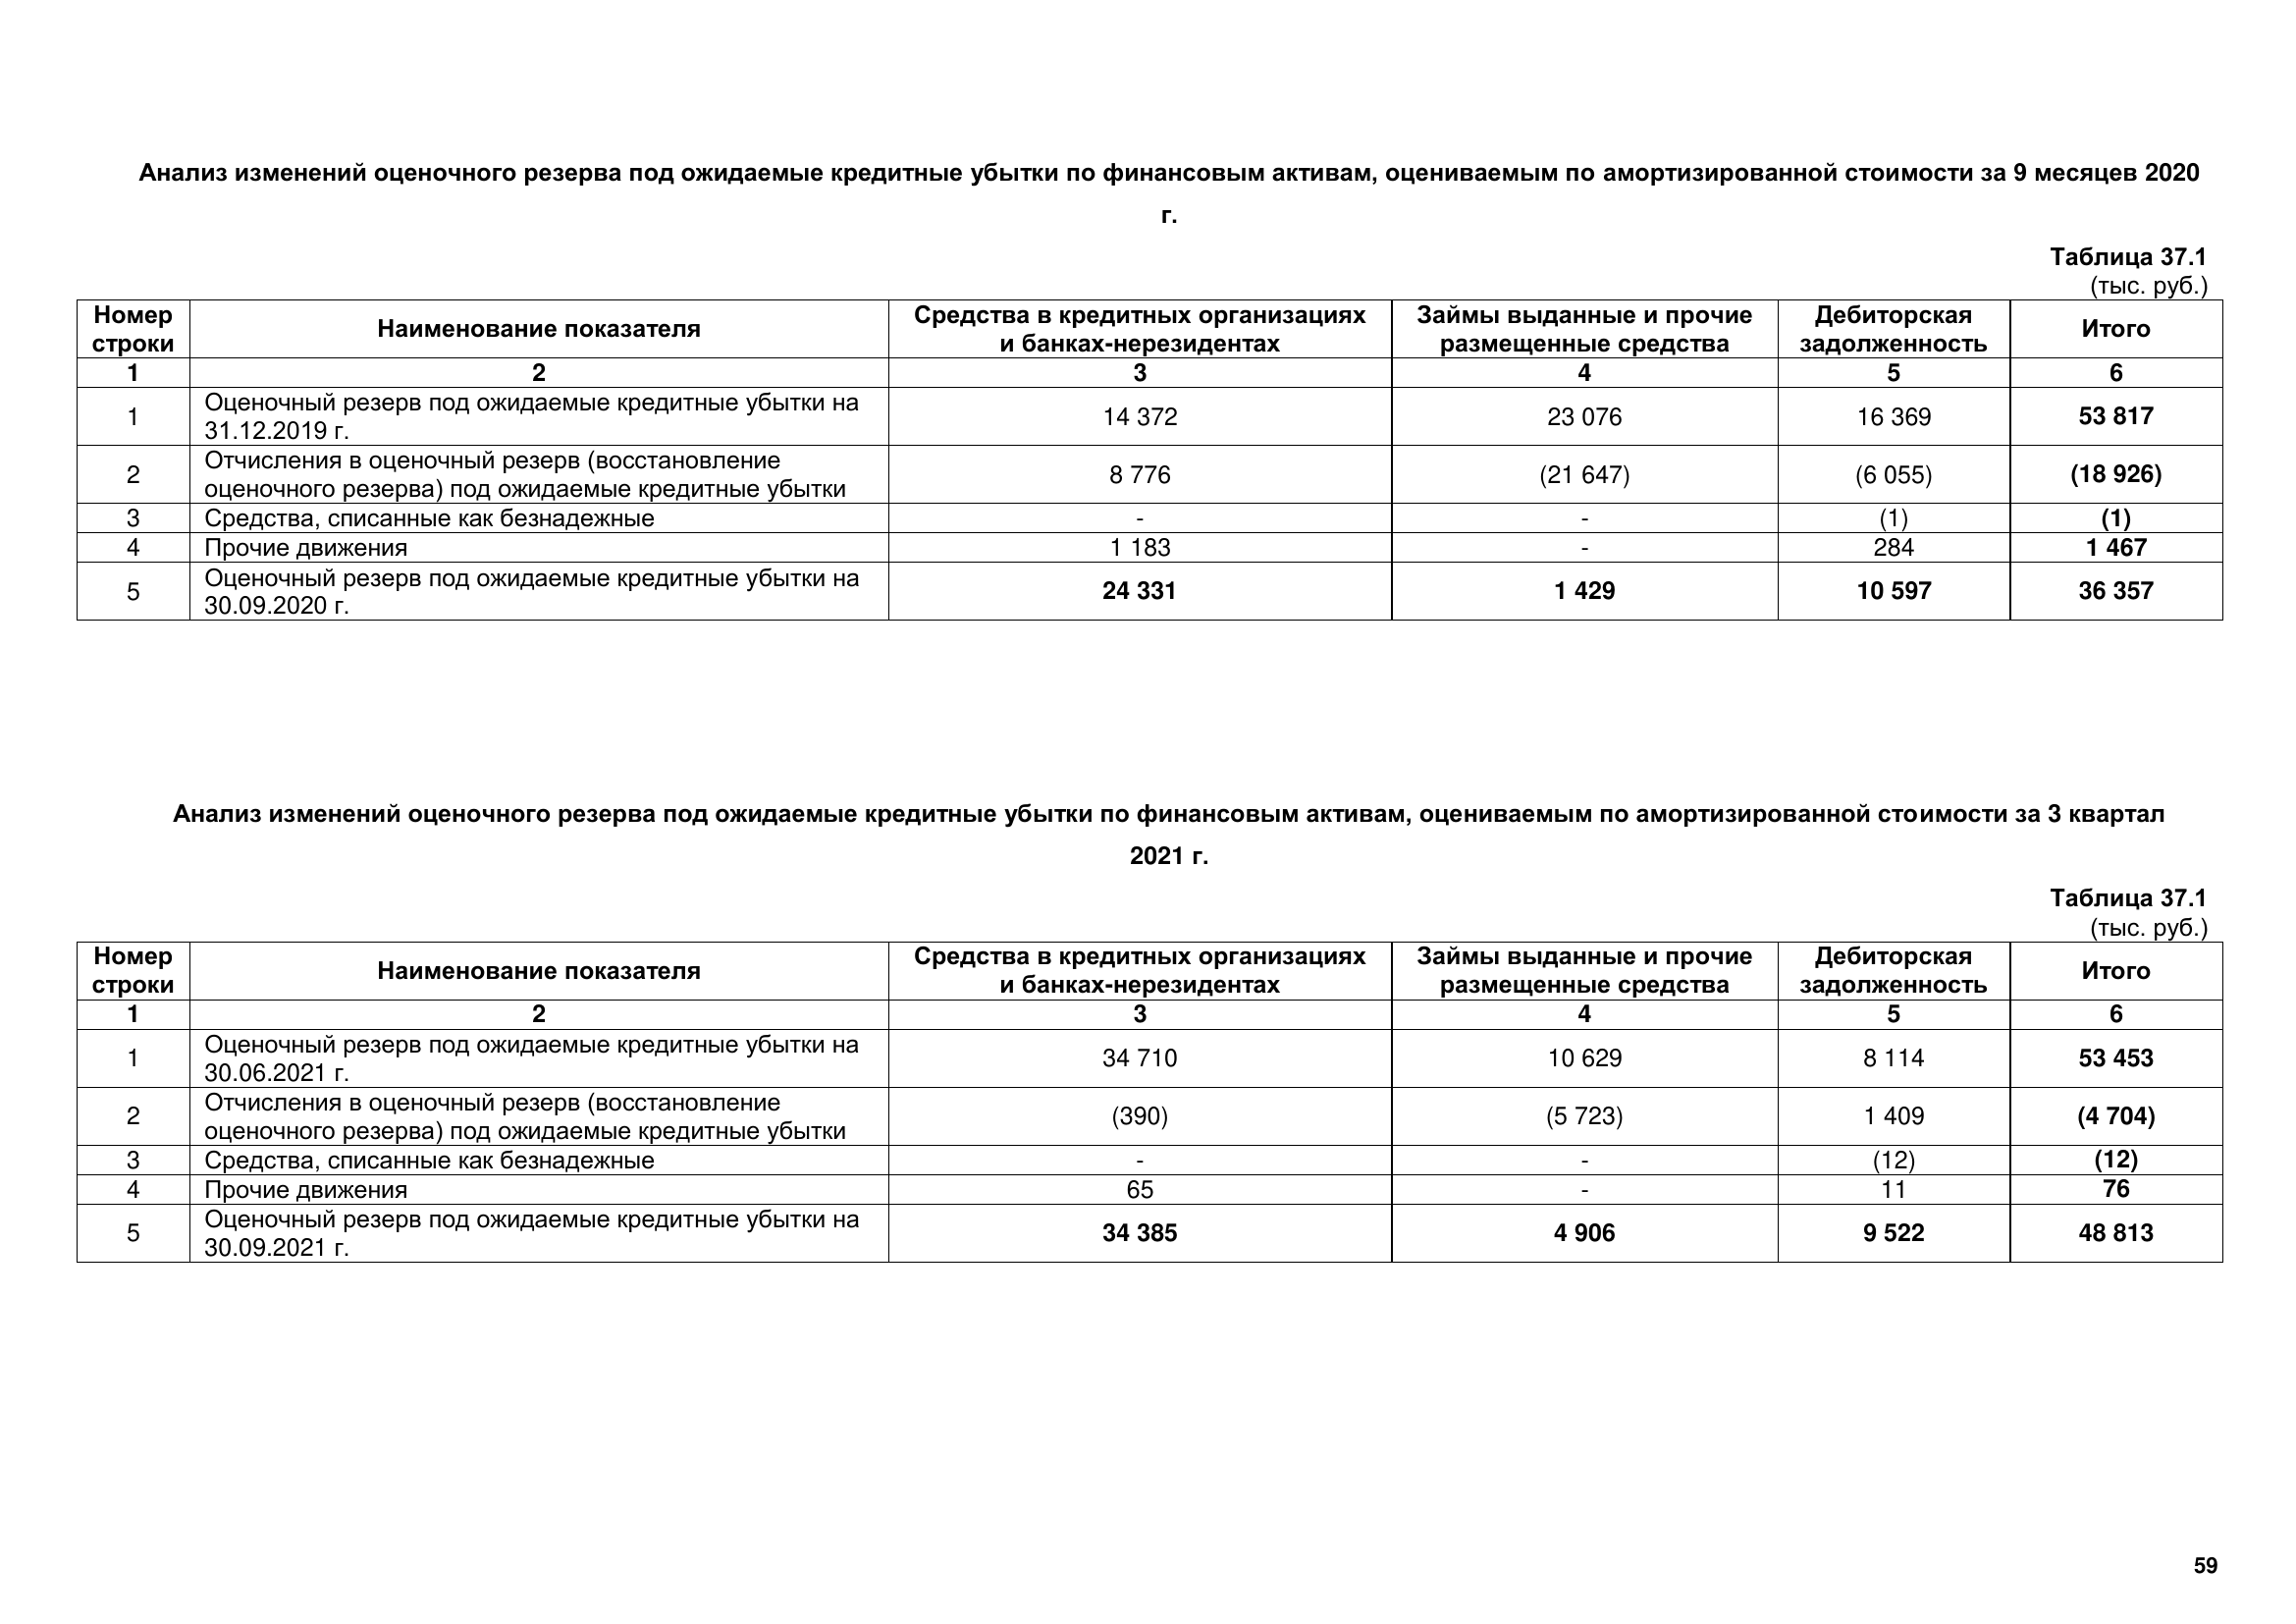 Анализ изменений оценочного резерва под ожидаемые кредитные убытки по финансовым активам, оцениваемым по амортизированной стоимости за 9 месяцев 2020
г.
Таблица 37.1
(тыс. руб.)
Номер строки	Наименование показателя	Средства в кредитных организациях и банках-нерезидентах	Займы выданные и прочие размещенные средства	Дебиторская задолженность	Итого
1	2	3	4	5	6
1	Оценочный резерв под ожидаемые кредитные убытки на 31.12.2019 г.	14 372	23 076	16 369	53 817
2	Отчисления в оценочный резерв (восстановление оценочного резерва) под ожидаемые кредитные убытки	8 776	(21 647)	(6 055)	(18 926)
3	Средства, списанные как безнадежные	-	-	(1)	(1)
4	Прочие движения	1 183	-	284	1 467
5	Оценочный резерв под ожидаемые кредитные убытки на 30.09.2020 г.	24 331	1 429	10 597	36 357
Анализ изменений оценочного резерва под ожидаемые кредитные убытки по финансовым активам, оцениваемым по амортизированной стоимости за 3 квартал
2021 г.
Таблица 37.1
(тыс. руб.)
Номер строки	Наименование показателя	Средства в кредитных организациях и банках-нерезидентах	Займы выданные и прочие размещенные средства	Дебиторская задолженность	Итого
1	2	3	4	5	6
1	Оценочный резерв под ожидаемые кредитные убытки на 30.06.2021 г.	34 710	10 629	8 114	53 453
2	Отчисления в оценочный резерв (восстановление оценочного резерва) под ожидаемые кредитные убытки	(390)	(5 723)	1 409	(4 704)
3	Средства, списанные как безнадежные	-	-	(12)	(12)
4	Прочие движения	65	-	11	76
5	Оценочный резерв под ожидаемые кредитные убытки на 30.09.2021 г.	34 385	4 906	9 522	48 813
59